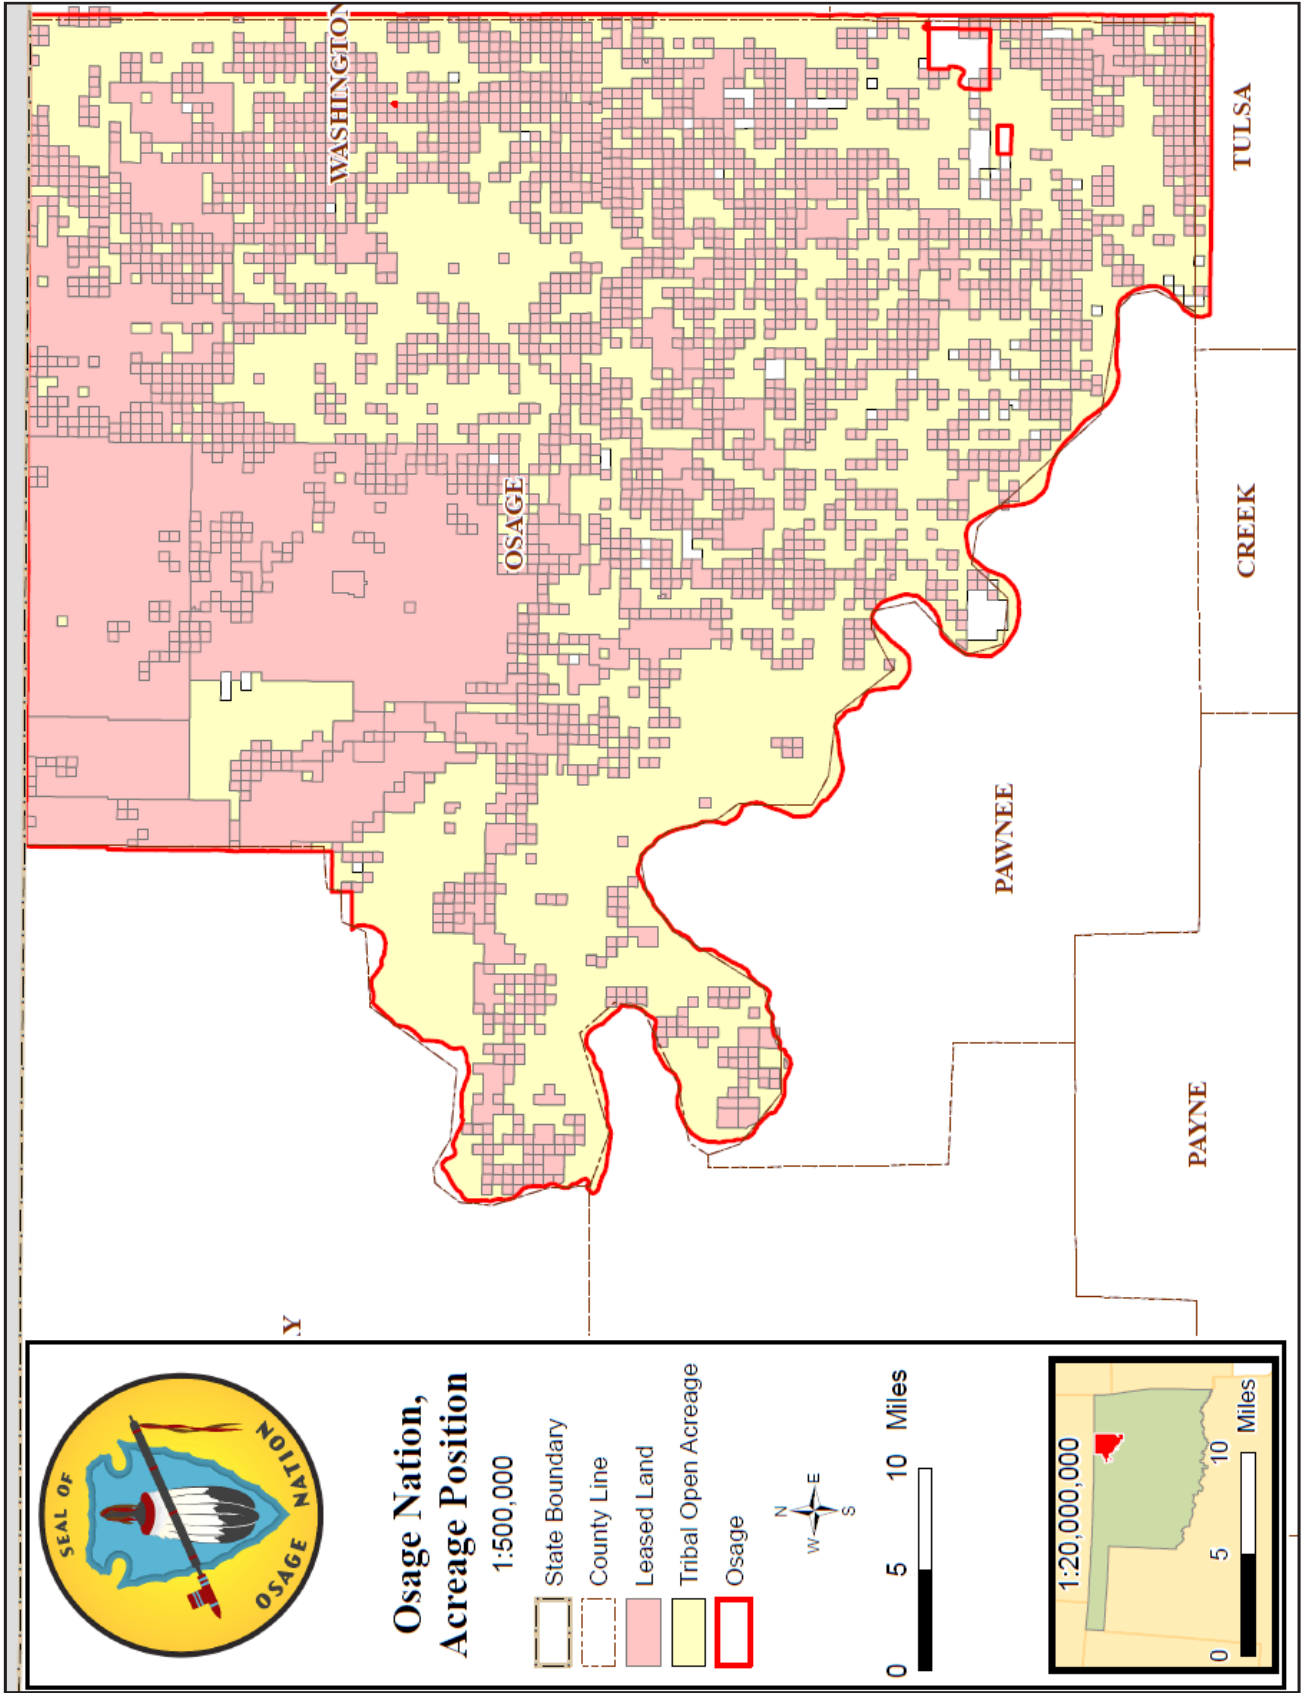 SEAL OF
OSAGE NATION
Osage Nation,
Acreage Position
1:500,000
State Boundary
County Line
Leased Land
Tribal Open Acreage
Osage
N
W
E
S
0 5 10 Miles
1:20,000,000
0 5 10 Miles
Y
WASHINGTON
OSAGE
PAWNEE
PAYNE
CREEK
TULSA